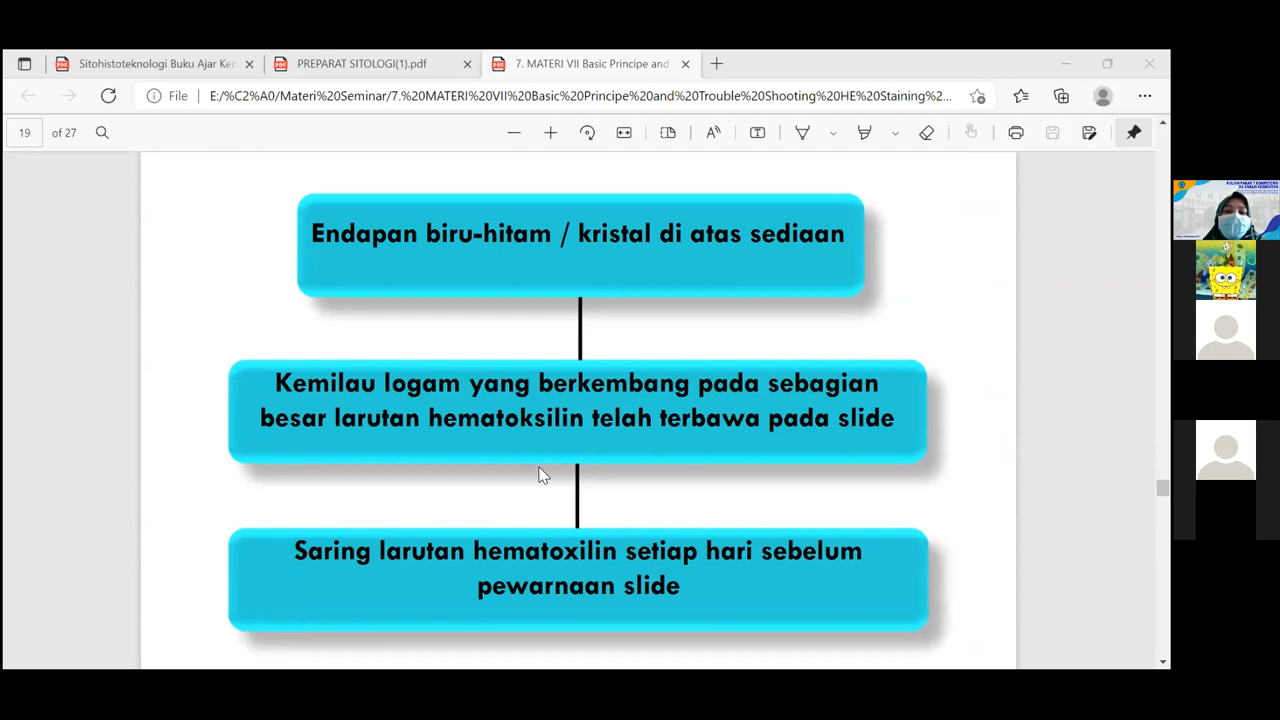 Sitohistoteknologi Buku Ajar Ke
PREPARAT SITOLOGI(1).pdf
7. MATERI VII Basic Principe and
File
E:/%C2%A0/Materi%20Seminar/7.%20MATERI%20VII%20Basic%20Principe%20and%20Trouble%20Shooting%20HE%20Staining%2...
19 of 27
Endapan biru-hitam / kristal di atas sediaan
Kemilau logam yang berkembang pada sebagian
besar larutan hematoksilin telah terbawa pada slide
Saring larutan hematoxilin setiap hari sebelum
pewarnaan slide